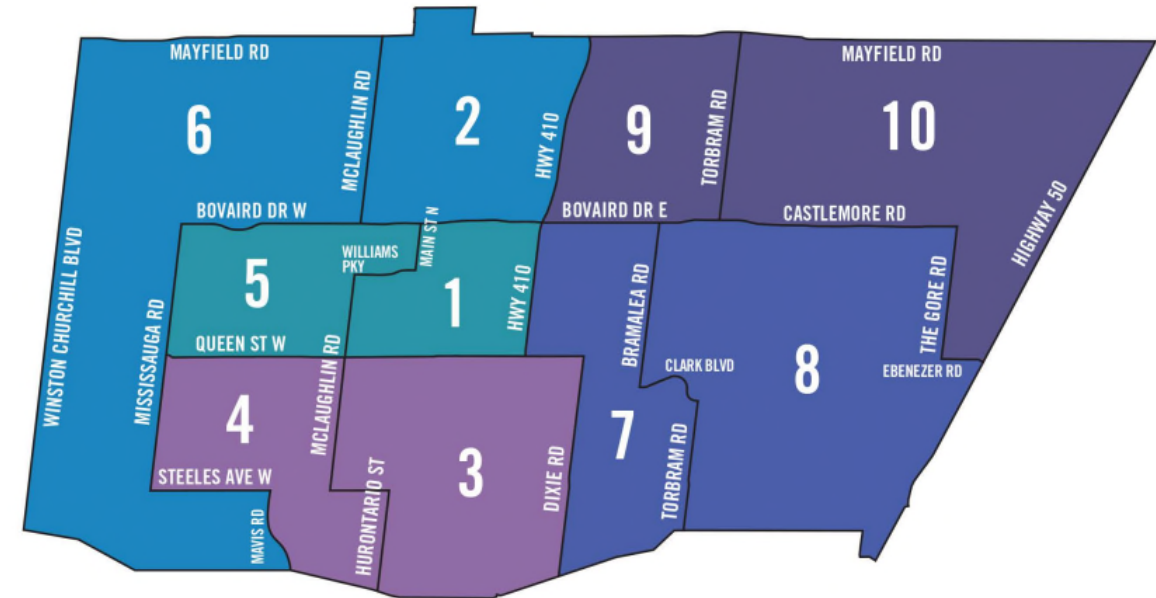 MAYFIELD RD
MAYFIELD RD
6
MCLAUGHLIN RD
2
HWY 410
9
TORBRAM RD
10
BOVAIRD DR W
MAIN ST N
BOVAIRD DR E
CASTLEMORE RD
HIGHWAY 50
WINSTON CHURCHILL BLVD
MISSISSAUGA RD
5
WILLIAMS
PKY
1
HWY 410
BRAMALEA RD
THE GORE RD
QUEEN ST W
MCLAUGHLIN RD
CLARK BLVD
8
EBENEZER RD
4
3
7
DIXIE RD
TORBRAM RD
STEELES AVE W
MAVIS RD
HURONTARIO ST